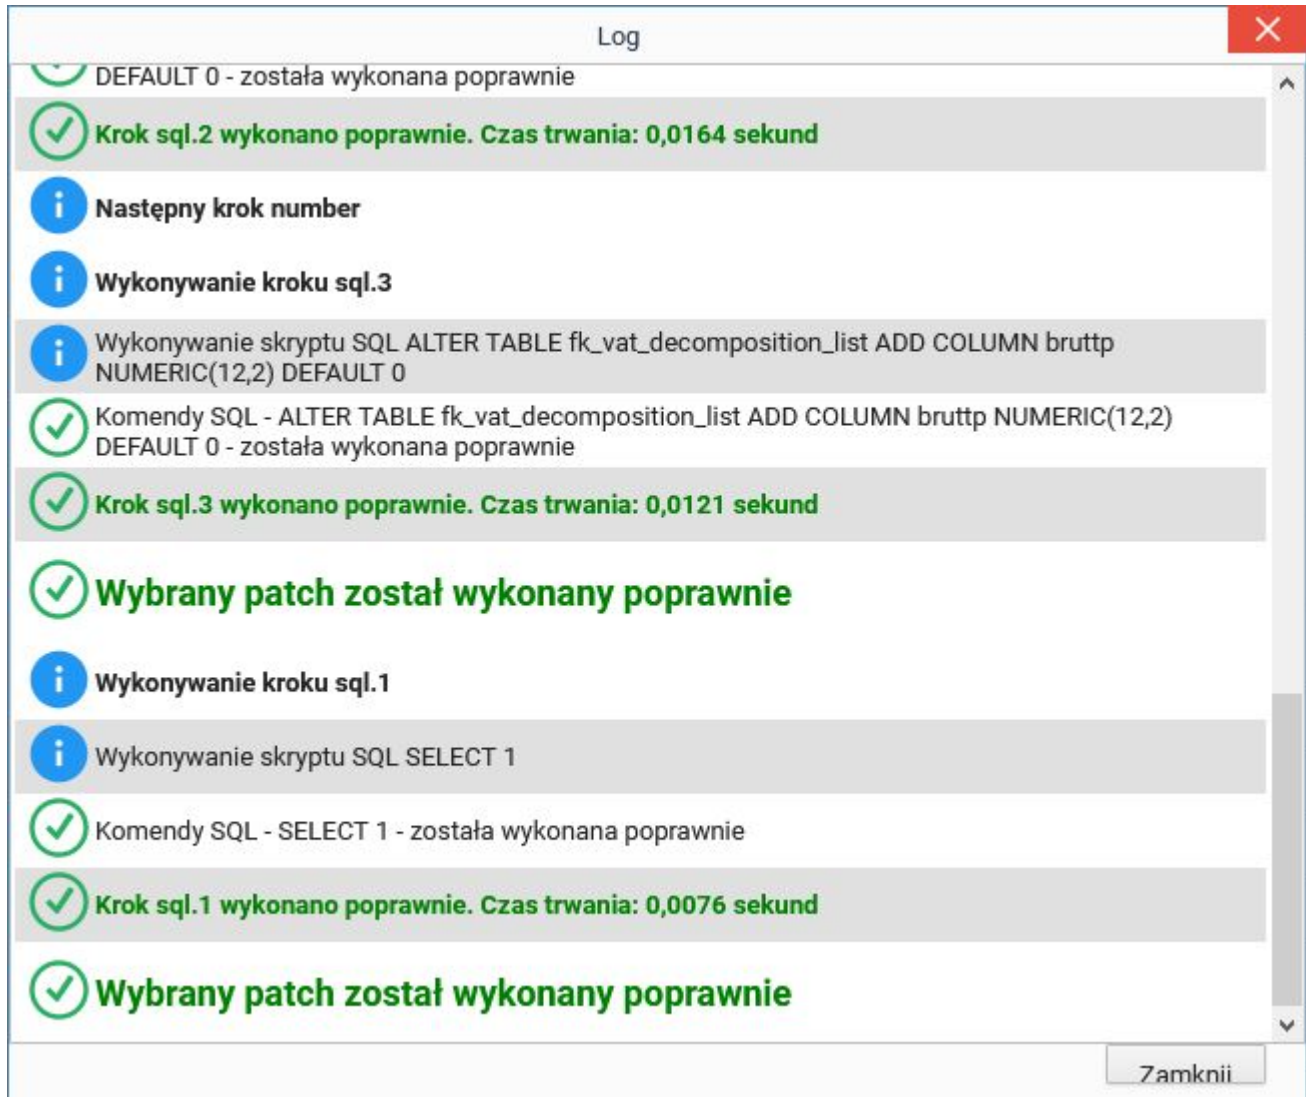 Log
DEFAULT 0 - została wykonana poprawnie
Krok sql.2 wykonano poprawnie. Czas trwania: 0,0164 sekund
Następny krok number
Wykonywanie kroku sql.3
Wykonywanie skryptu SQL ALTER TABLE fk_vat_decomposition_list ADD COLUMN bruttp
NUMERIC(12,2) DEFAULT 0
Komendy SQL - ALTER TABLE fk_vat_decomposition_list ADD COLUMN bruttp NUMERIC(12,2)
DEFAULT 0 - została wykonana poprawnie
Krok sql.3 wykonano poprawnie. Czas trwania: 0,0121 sekund
Wybrany patch został wykonany poprawnie
Wykonywanie kroku sql.1
Wykonywanie skryptu SQL SELECT 1
Komendy SQL - SELECT 1 - została wykonana poprawnie
Krok sql.1 wykonano poprawnie. Czas trwania: 0,0076 sekund
Wybrany patch został wykonany poprawnie
Zamknij